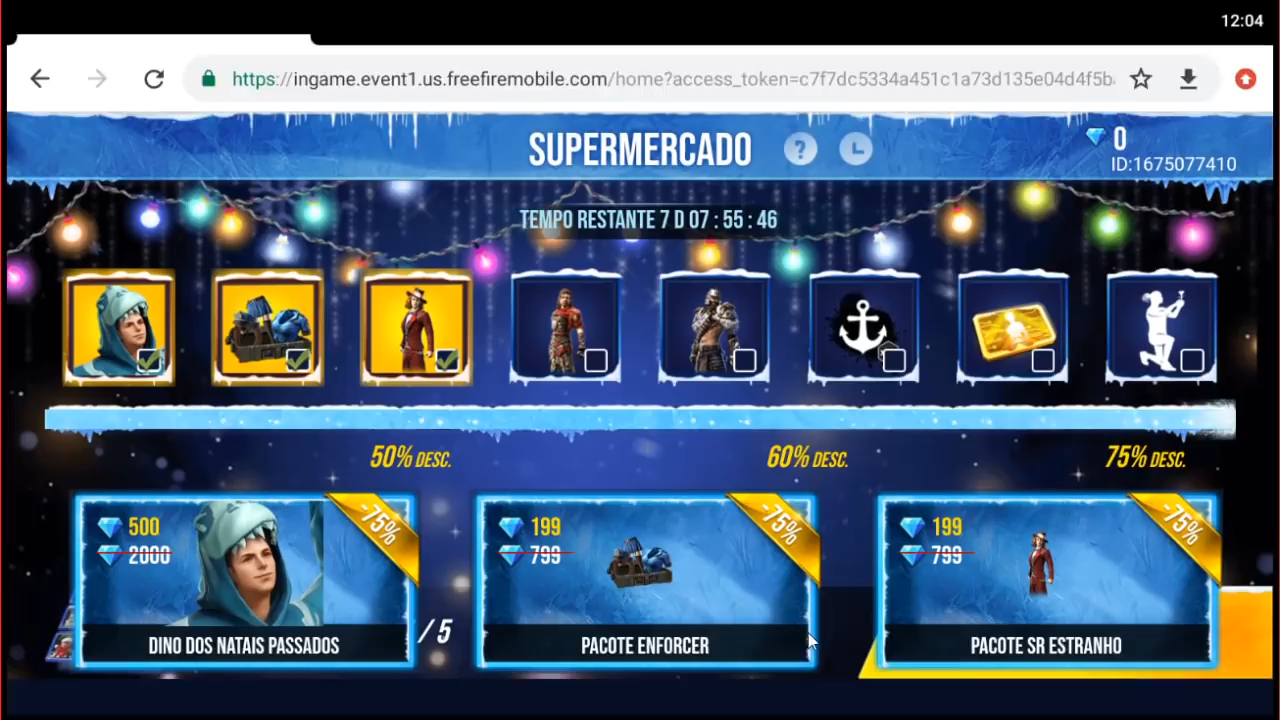 12:04
https://ingame.event1.us.freefiremobile.com/home?access_token=c7f7dc5334a451c1a73d135e04d4f5b
SUPERMERCADO ?
0
ID:1675077410
TEMPO RESTANTE 7 D 07 : 55 : 46
50% DESC. 60% DESC. 75% DESC.
500 -75%
2000
DINO DOS NATAIS PASSADOS
/ 5
199 -75%
799
PACOTE ENFORCER
199 -75%
799
PACOTE SR ESTRANHO